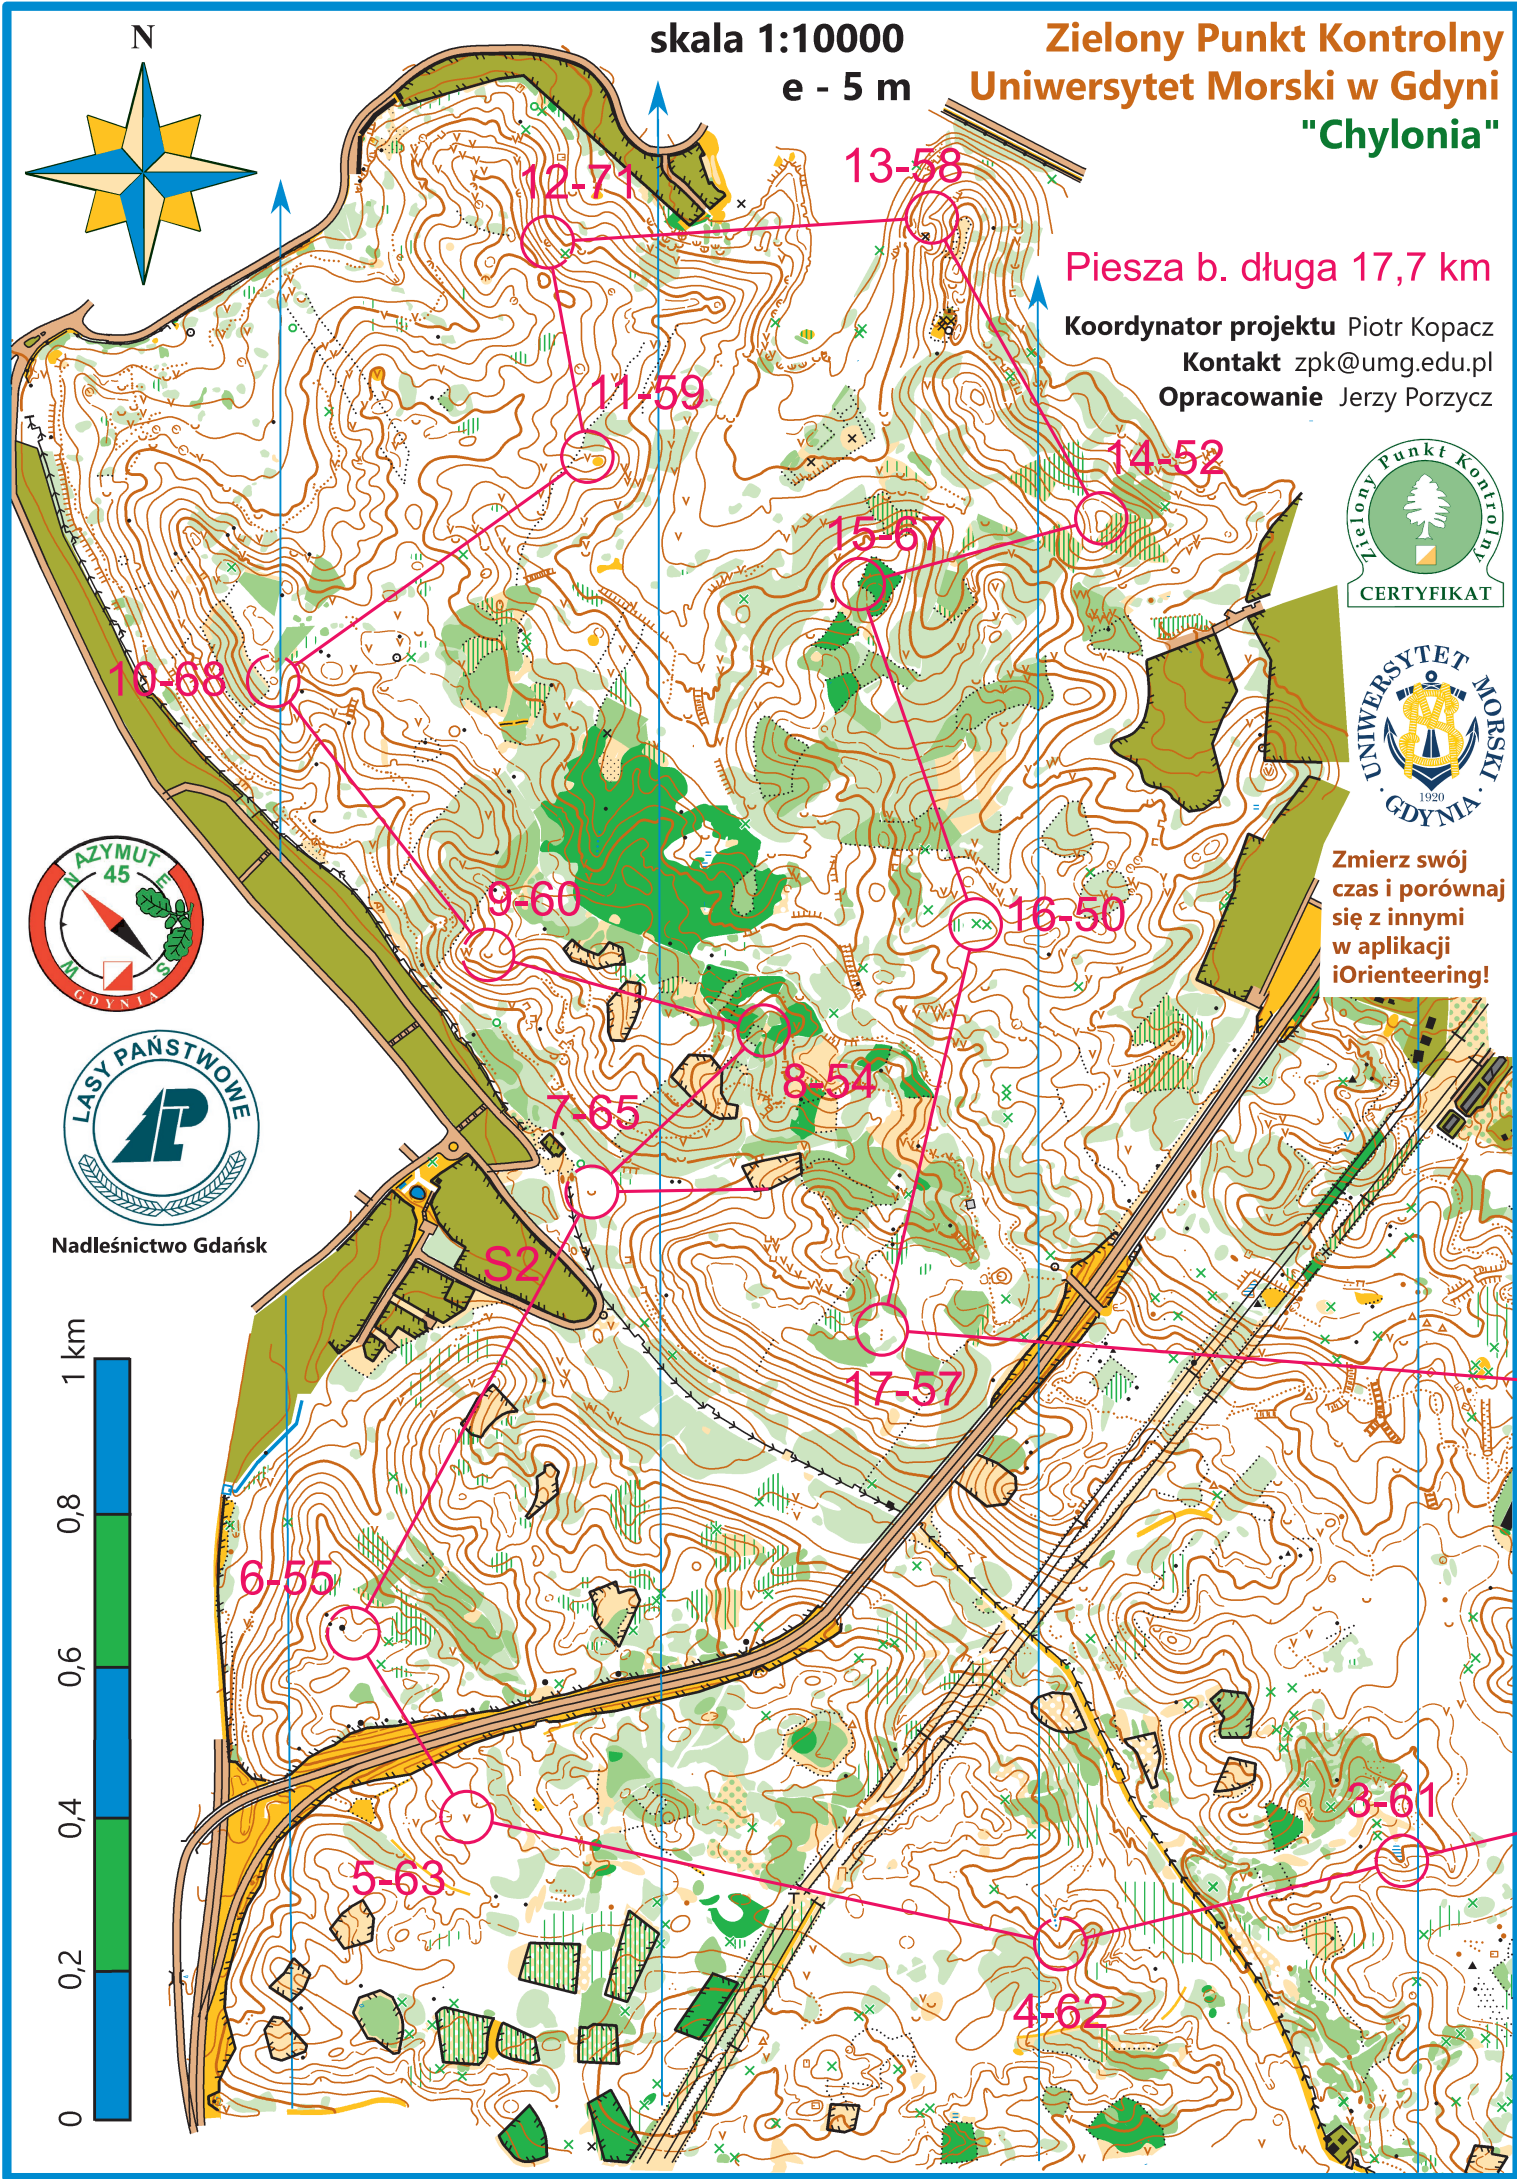 N
skala 1:10000
e - 5 m
Zielony Punkt Kontrolny
Uniwersytet Morski w Gdyni
"Chylonia"
Piesza b. długa 17,7 km
Koordynator projektu Piotr Kopacz
Kontakt zpk@umg.edu.pl
Opracowanie Jerzy Porzycz
12-71
13-58
11-59
14-52
15-67
Zielony Punkt Kontrolny
CERTYFIKAT
10-68
UNIWERSYTET MORSKI
· GDYNIA ·
1920
Zmierz swój
czas i porównaj
się z innymi
w aplikacji
iOrienteering!
AZYMUT
45
N
E
W
S
GDYNIA
9-60
16-50
LASY PAŃSTWOWE
LP
Nadleśnictwo Gdańsk
8-54
7-65
S2
17-57
6-55
5-63
3-61
4-62
1 km
0,8
0,6
0,4
0,2
0